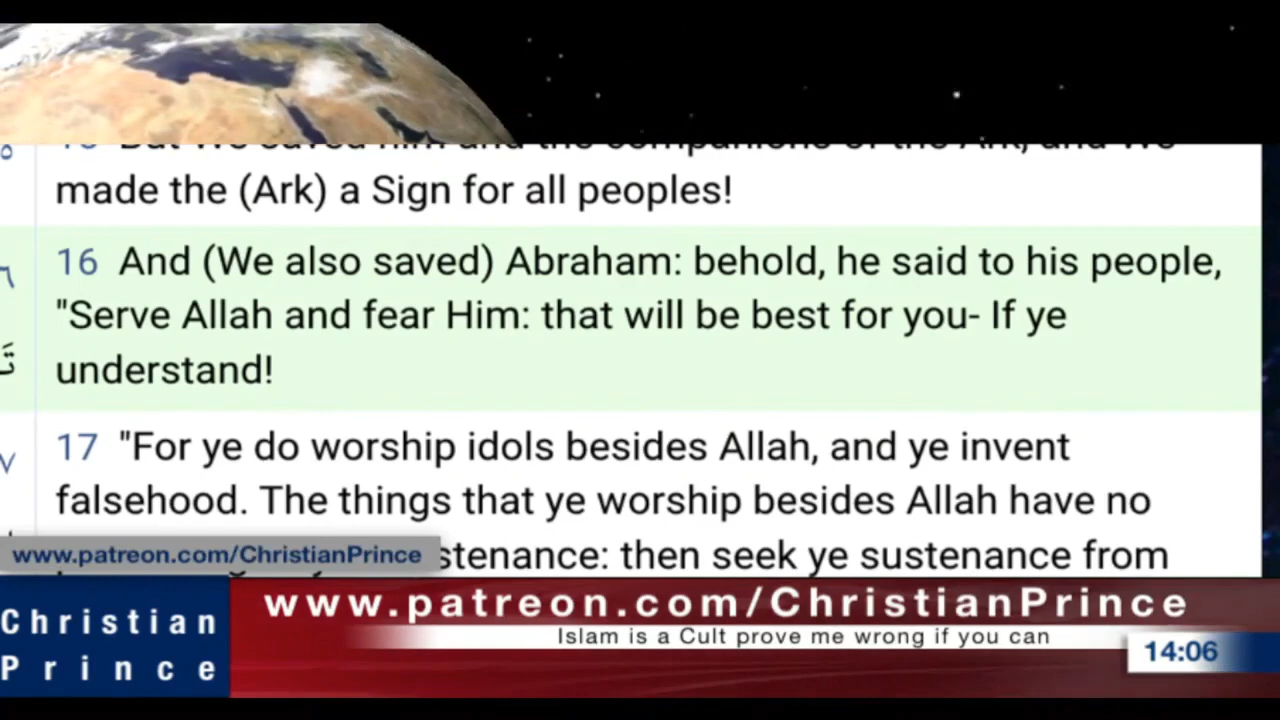 made the (Ark) a Sign for all peoples!
16 And (We also saved) Abraham: behold, he said to his people,
"Serve Allah and fear Him: that will be best for you- If ye
understand!
17 "For ye do worship idols besides Allah, and ye invent
falsehood. The things that ye worship besides Allah have no
stenance: then seek ye sustenance from
www.patreon.com/ChristianPrince
www.patreon.com/ChristianPrince
Islam is a Cult prove me wrong if you can
Christian
Prince
14:06